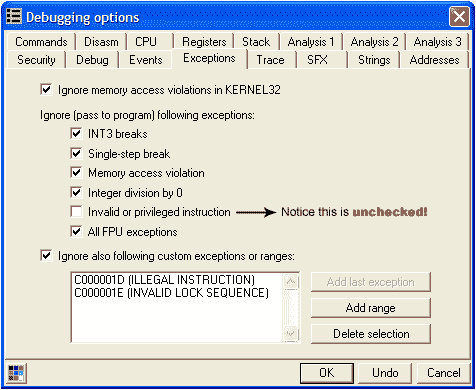 Debugging options
Commands Disasm CPU Registers Stack Analysis 1 Analysis 2 Analysis 3
Security Debug Events Exceptions Trace SFX Strings Addresses
Ignore memory access violations in KERNEL32
Ignore (pass to program) following exceptions:
INT3 breaks
Single-step break
Memory access violation
Integer division by 0
Invalid or privileged instruction Notice this is unchecked!
All FPU exceptions
Ignore also following custom exceptions or ranges:
C000001D (ILLEGAL INSTRUCTION)
C000001E (INVALID LOCK SEQUENCE)
Add last exception
Add range
Delete selection
OK Undo Cancel